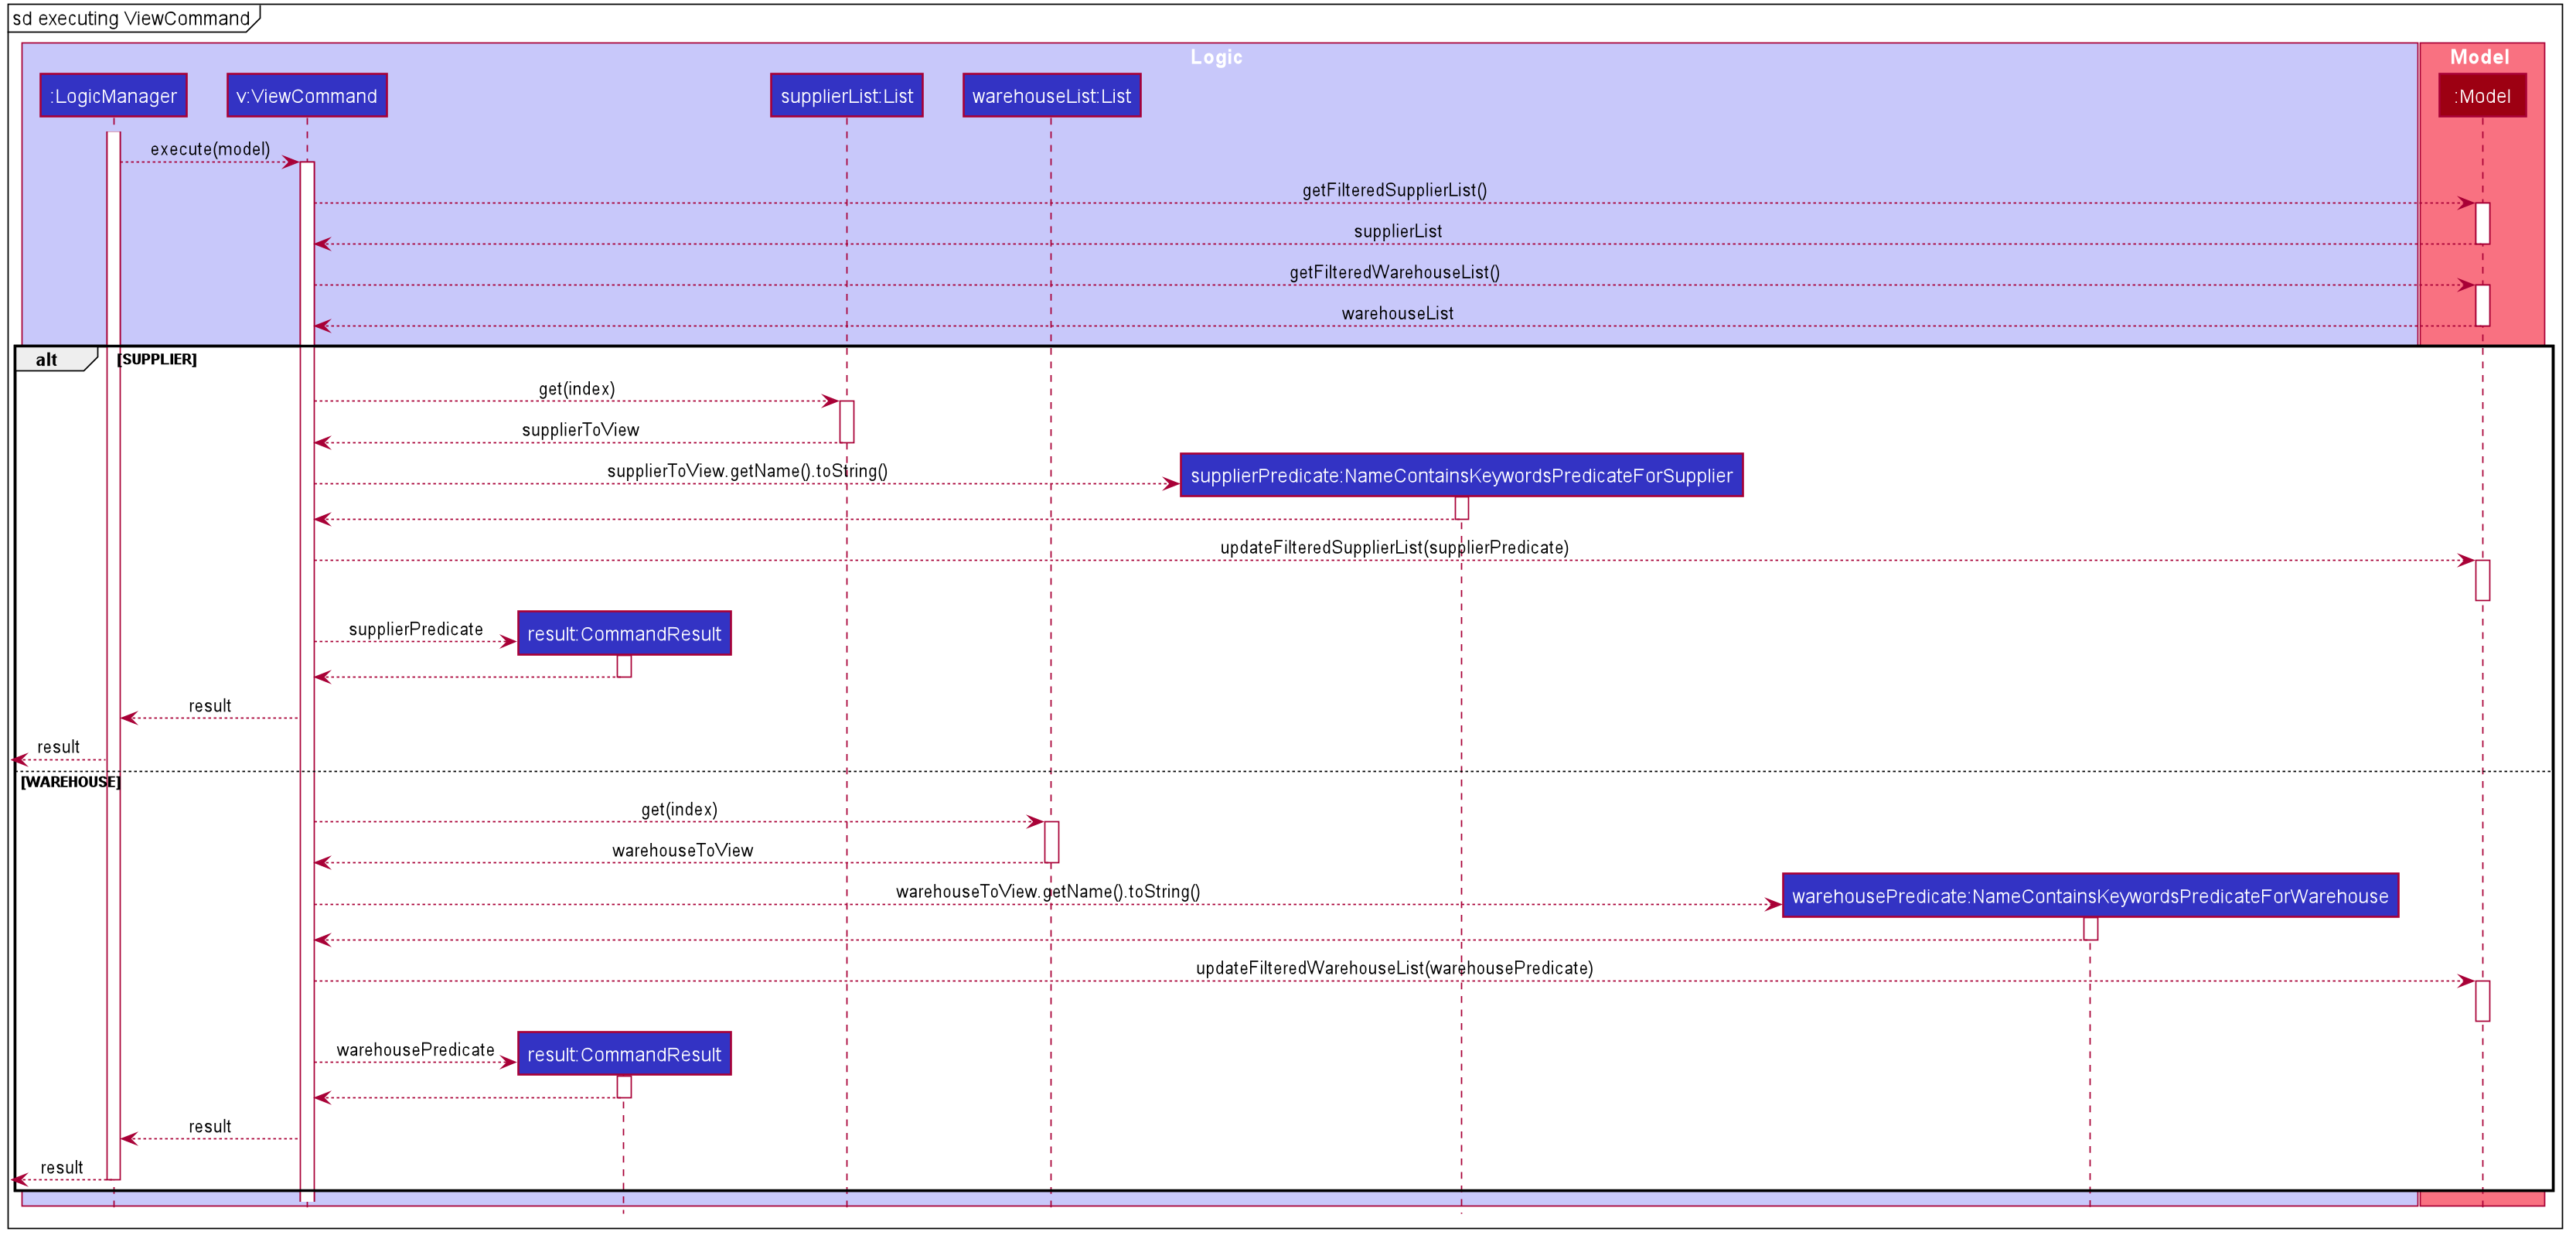 sd executing ViewCommand
Logic
Model
:LogicManager
v:ViewCommand
supplierList:List
warehouseList:List
:Model
execute(model)
getFilteredSupplierList()
supplierList
getFilteredWarehouseList()
warehouseList
alt
[SUPPLIER]
get(index)
supplierToView
supplierToView.getName().toString()
supplierPredicate:NameContainsKeywordsPredicateForSupplier
updateFilteredSupplierList(supplierPredicate)
supplierPredicate
result:CommandResult
result
result
[WAREHOUSE]
get(index)
warehouseToView
warehouseToView.getName().toString()
warehousePredicate:NameContainsKeywordsPredicateForWarehouse
updateFilteredWarehouseList(warehousePredicate)
warehousePredicate
result:CommandResult
result
result